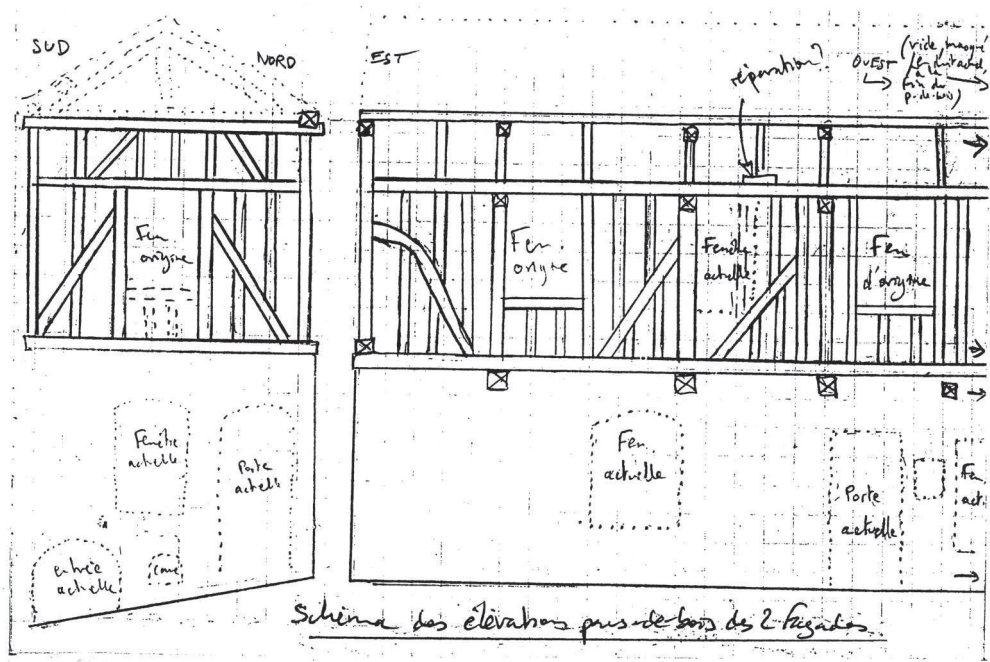 SUD
NORD
EST
réparation?
OUEST
(vide, masqué
à la
fin du
p-de-bois)
Fen
origine
Fen.
origine
Fenêtre
actuelle
Fen
d'origine
Fenêtre
actuelle
Porte
actuelle
Fen
actuelle
Porte
actuelle
Fen
act.
entrée
actuelle
cave
Schéma des élévations pans-de-bois des 2 façades